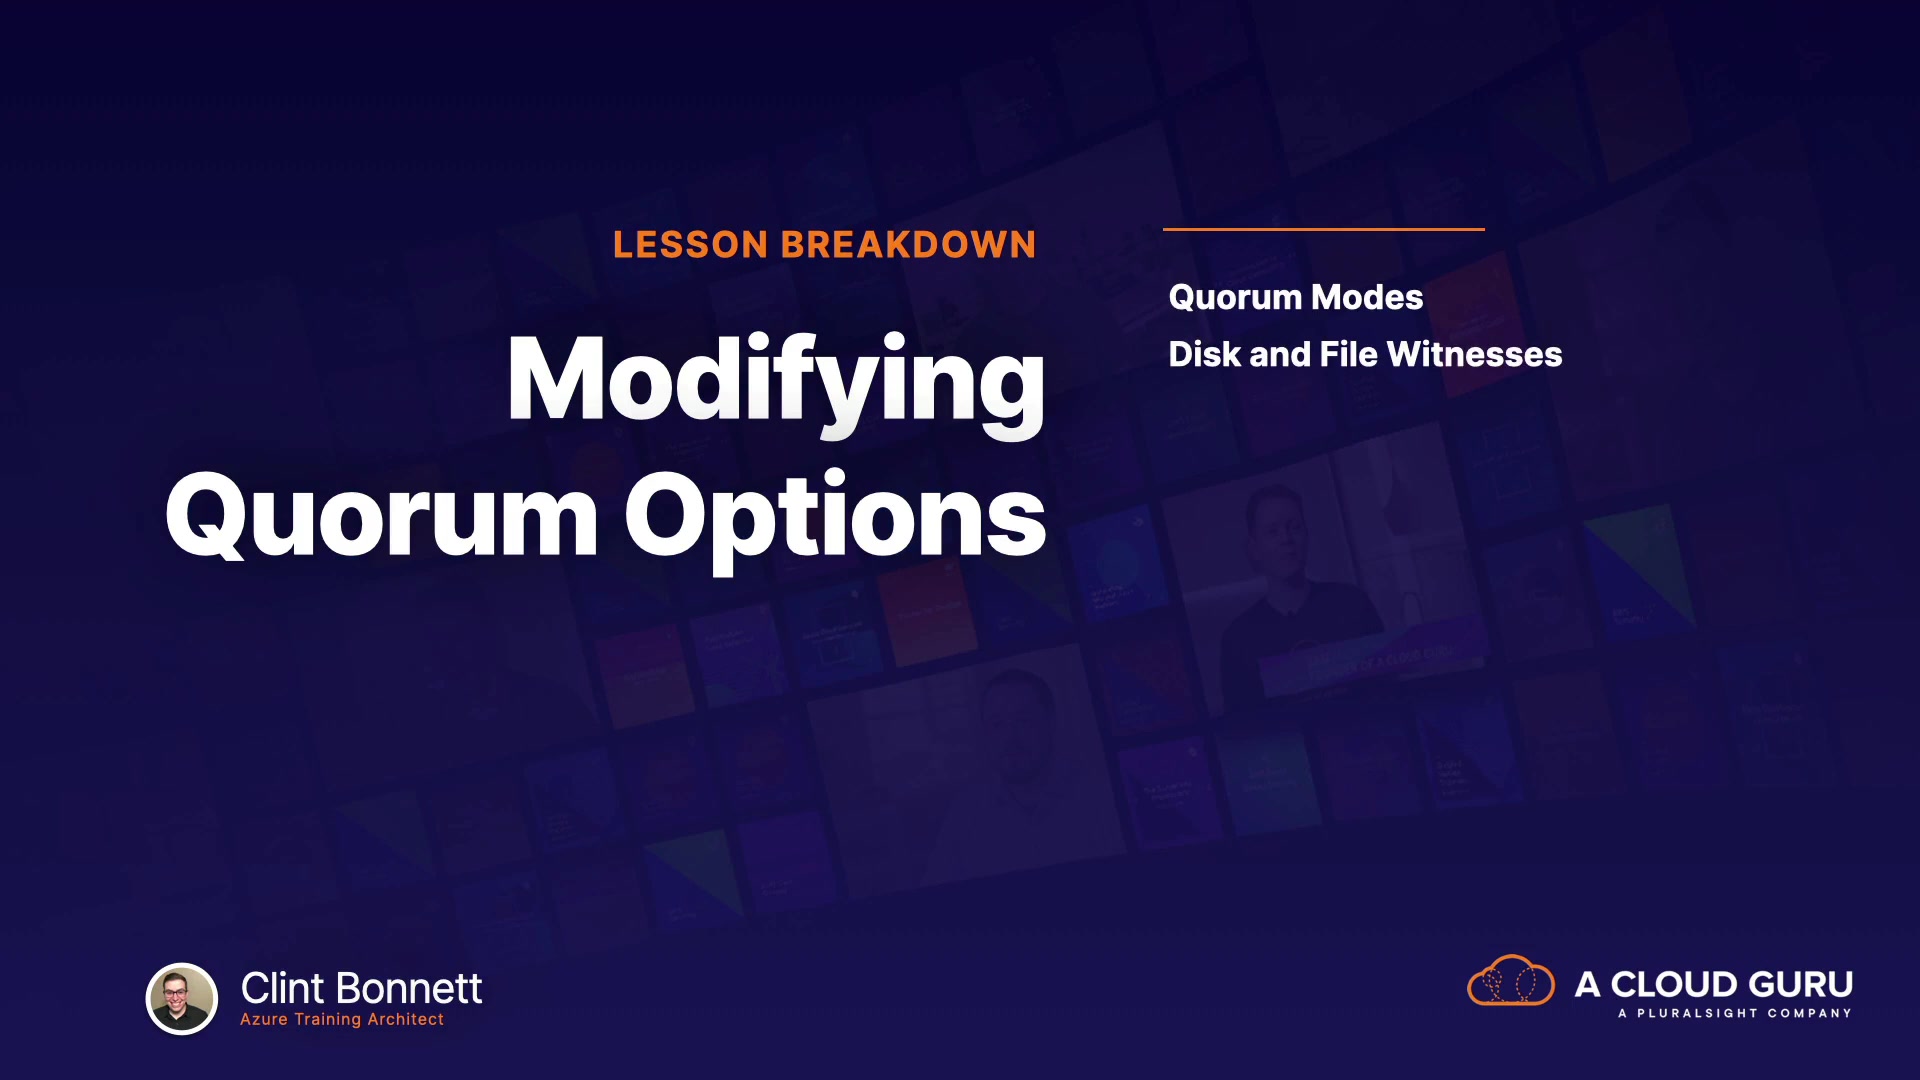 LESSON BREAKDOWN
Modifying
Quorum Options
Quorum Modes
Disk and File Witnesses
Clint Bonnett
Azure Training Architect
A CLOUD GURU
A PLURALSIGHT COMPANY